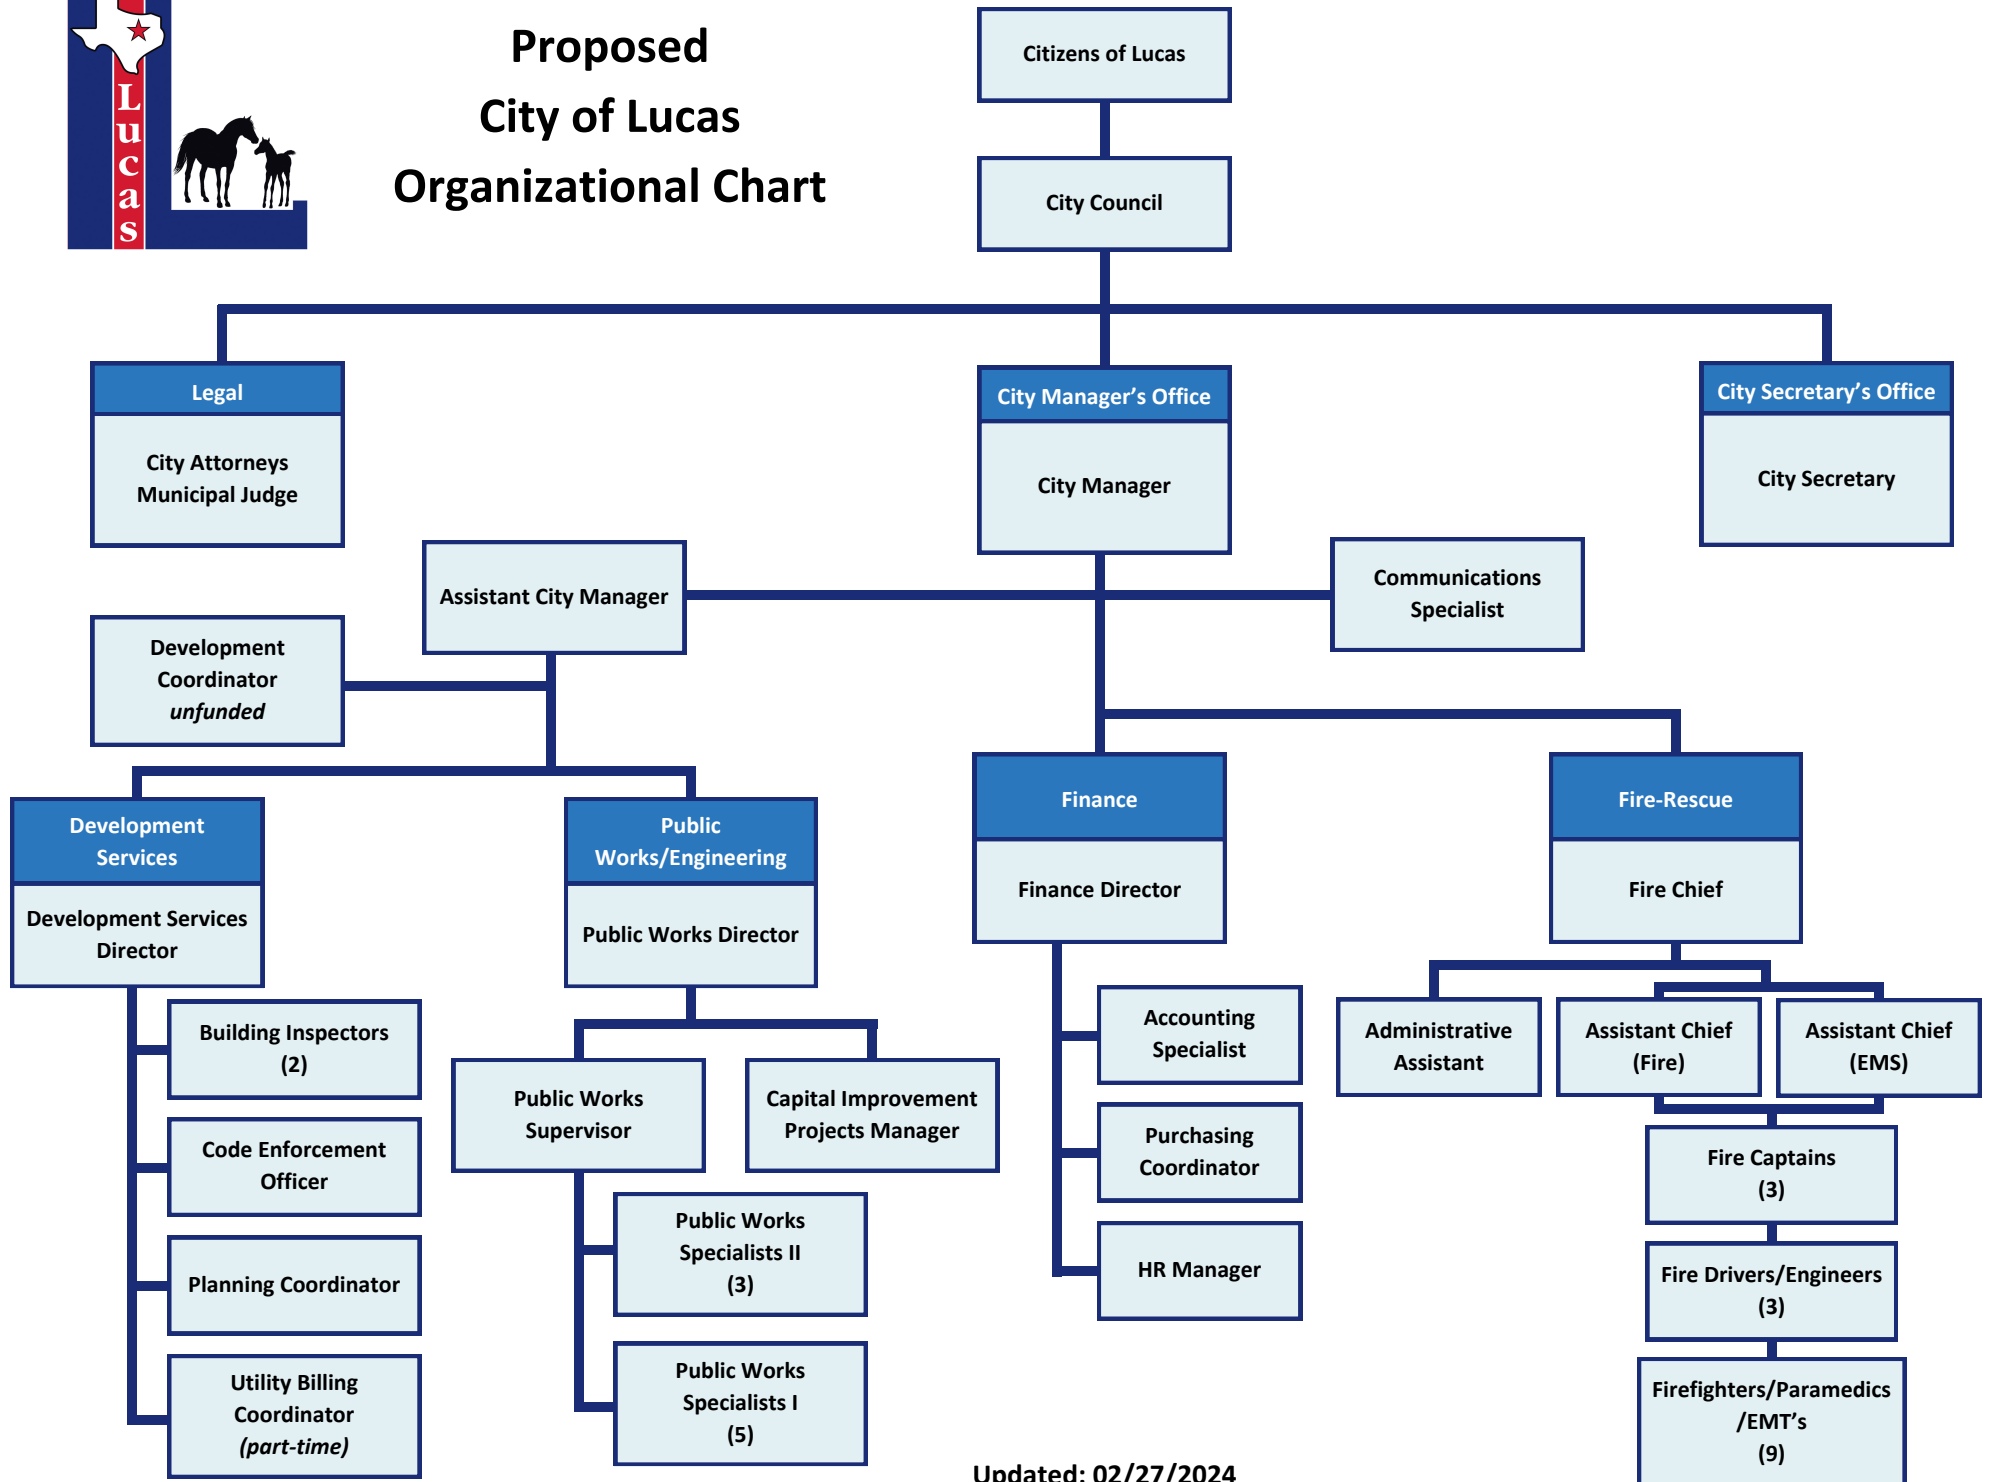 Lucas
Proposed
City of Lucas
Organizational Chart
Citizens of Lucas
City Council
Legal
City Attorneys
Municipal Judge
City Manager’s Office
City Manager
City Secretary’s Office
City Secretary
Assistant City Manager
Communications
Specialist
Development
Coordinator
unfunded
Development
Services
Development Services
Director
Building Inspectors
(2)
Code Enforcement
Officer
Planning Coordinator
Utility Billing
Coordinator
(part-time)
Public
Works/Engineering
Public Works Director
Public Works
Supervisor
Capital Improvement
Projects Manager
Public Works
Specialists II
(3)
Public Works
Specialists I
(5)
Finance
Finance Director
Accounting
Specialist
Purchasing
Coordinator
HR Manager
Fire-Rescue
Fire Chief
Administrative
Assistant
Assistant Chief
(Fire)
Assistant Chief
(EMS)
Fire Captains
(3)
Fire Drivers/Engineers
(3)
Firefighters/Paramedics
/EMT’s
(9)
Updated: 02/27/2024